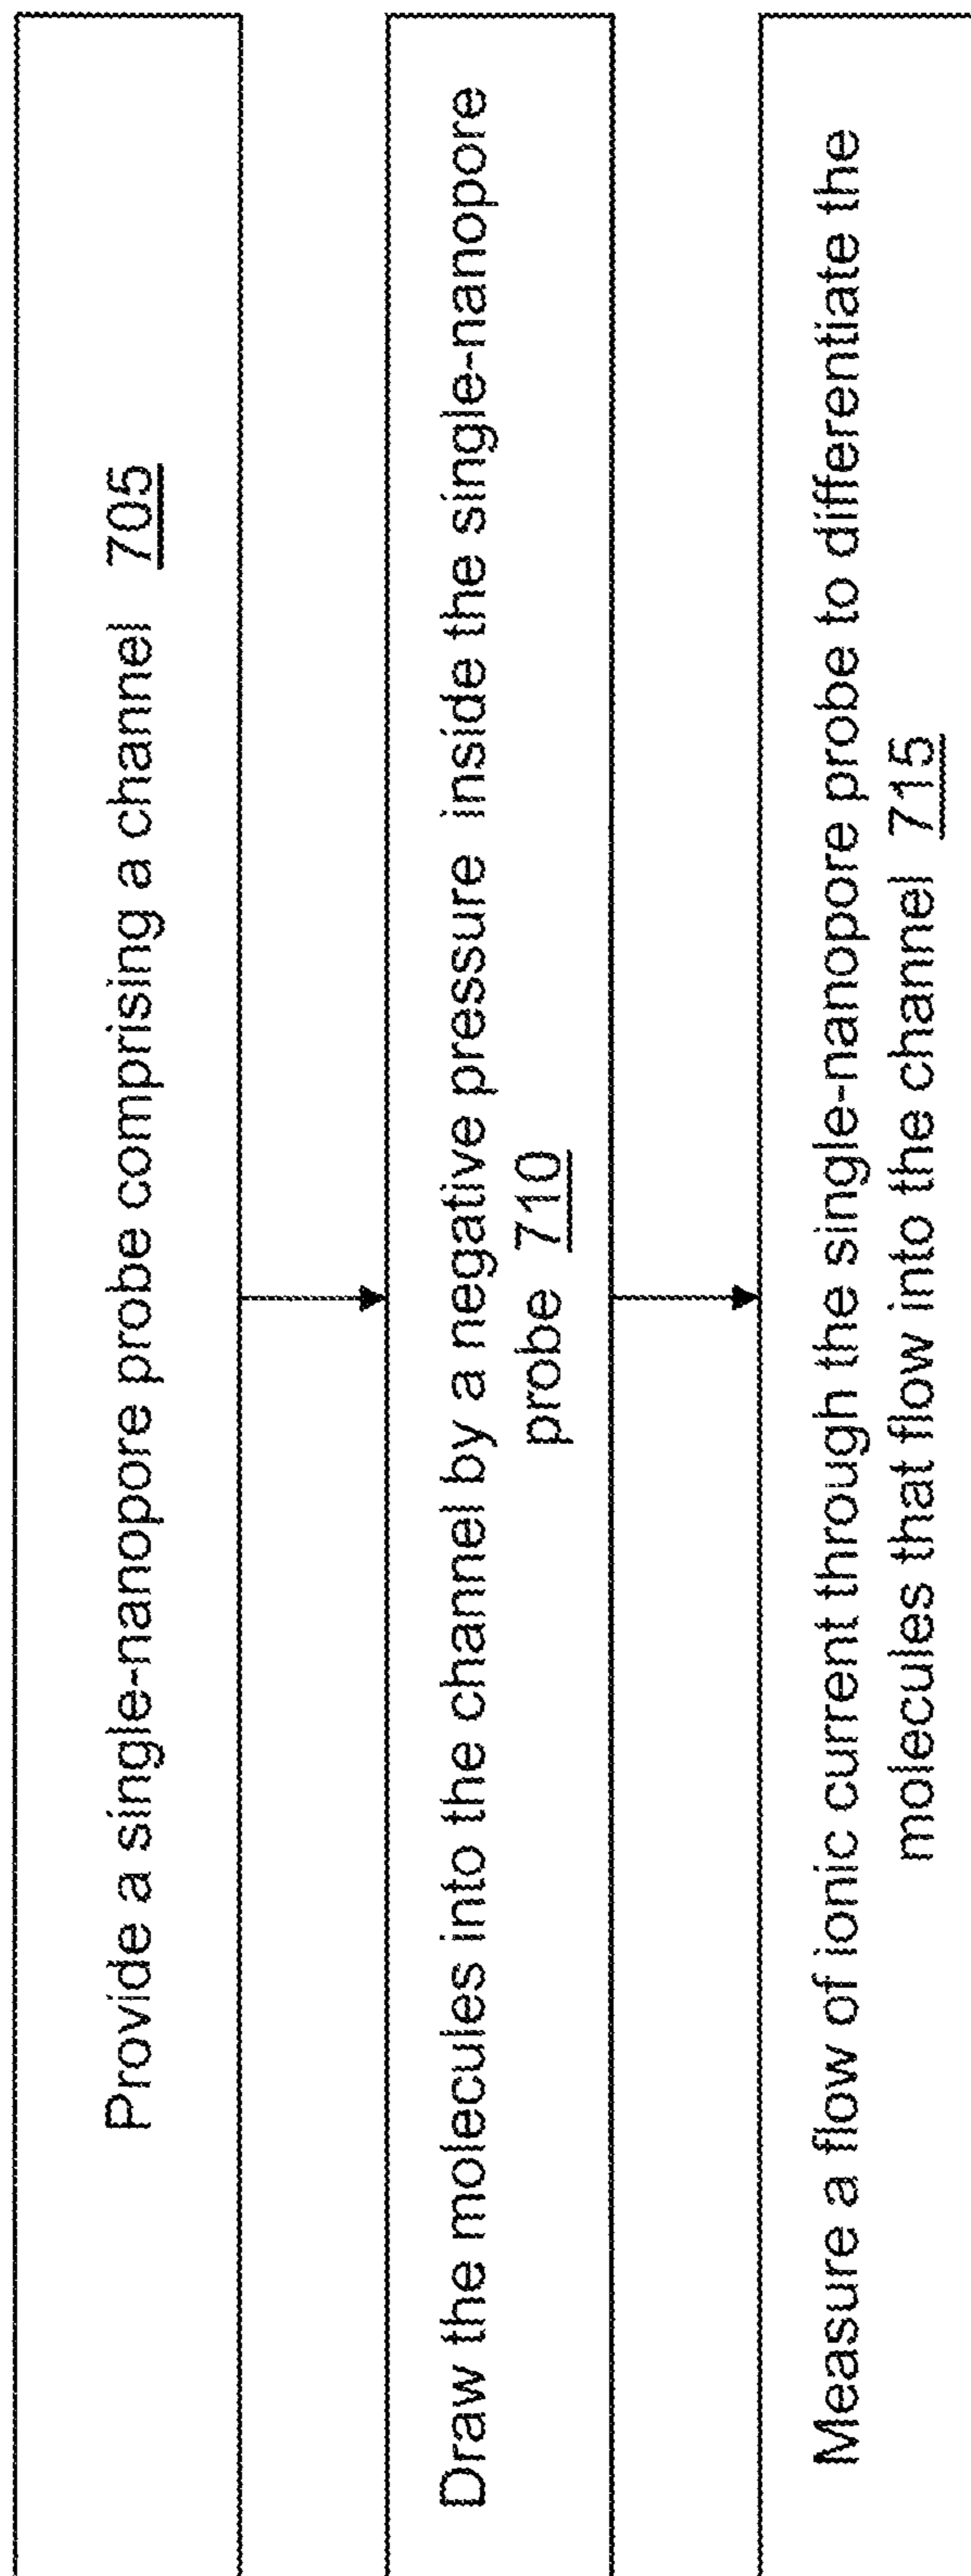 Provide a single-nanopore probe comprising a channel 705
Draw the molecules into the channel by a negative pressure inside the single-nanopore
probe 710
Measure a flow of ionic current through the single-nanopore probe to differentiate the
molecules that flow into the channel 715